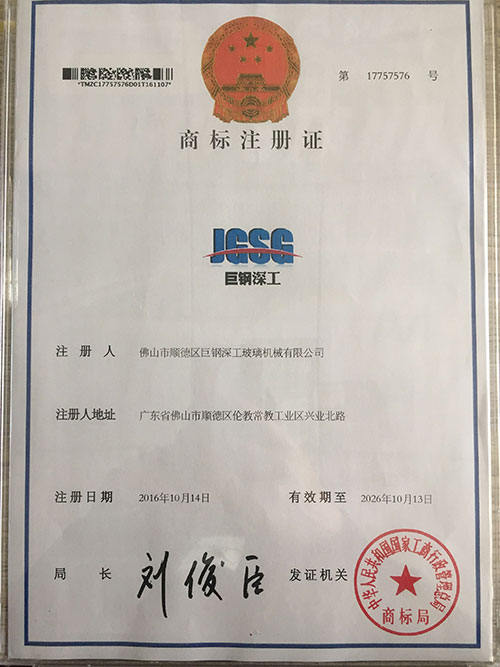 *TMZC17757576D01T161107*
第 17757576 号
商标注册证
JGSG
巨钢深工
注册人 佛山市顺德区巨钢深工玻璃机械有限公司
注册人地址 广东省佛山市顺德区伦教常教工业区兴业北路
注册日期 2016年10月14日 有效期至 2026年10月13日
局长 刘俊臣 发证机关
中华人民共和国国家工商行政管理总局
商标局